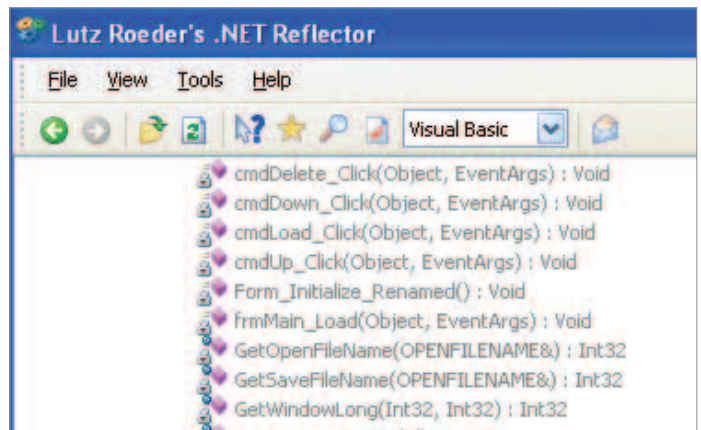 Lutz Roeder's .NET Reflector
File View Tools Help
Visual Basic
cmdDelete_Click(Object, EventArgs) : Void
cmdDown_Click(Object, EventArgs) : Void
cmdLoad_Click(Object, EventArgs) : Void
cmdUp_Click(Object, EventArgs) : Void
Form_Initialize_Renamed() : Void
frmMain_Load(Object, EventArgs) : Void
GetOpenFileName(OPENFILENAME&) : Int32
GetSaveFileName(OPENFILENAME&) : Int32
GetWindowLong(Int32, Int32) : Int32